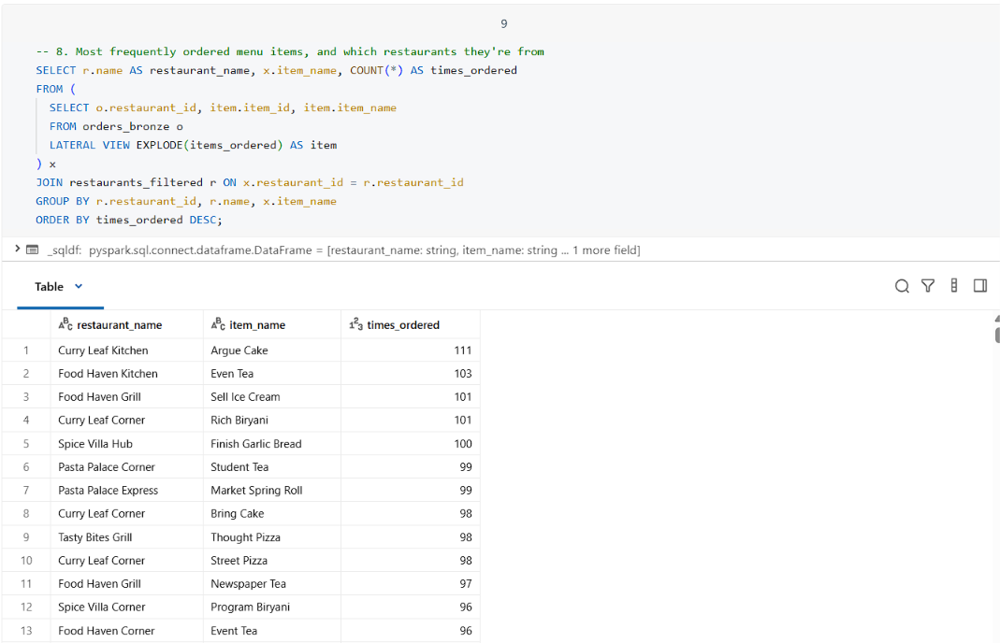 9
-- 8. Most frequently ordered menu items, and which restaurants they're from
SELECT r.name AS restaurant_name, x.item_name, COUNT(*) AS times_ordered
FROM (
SELECT o.restaurant_id, item.item_id, item.item_name
FROM orders_bronze o
LATERAL VIEW EXPLODE(items_ordered) AS item
) x
JOIN restaurants_filtered r ON x.restaurant_id = r.restaurant_id
GROUP BY r.restaurant_id, r.name, x.item_name
ORDER BY times_ordered DESC;
_sqldf: pyspark.sql.connect.dataframe.DataFrame = [restaurant_name: string, item_name: string ... 1 more field]
Table
ABC restaurant_name ABC item_name 123 times_ordered
1 Curry Leaf Kitchen Argue Cake 111
2 Food Haven Kitchen Even Tea 103
3 Food Haven Grill Sell Ice Cream 101
4 Curry Leaf Corner Rich Biryani 101
5 Spice Villa Hub Finish Garlic Bread 100
6 Pasta Palace Corner Student Tea 99
7 Pasta Palace Express Market Spring Roll 99
8 Curry Leaf Corner Bring Cake 98
9 Tasty Bites Grill Thought Pizza 98
10 Curry Leaf Corner Street Pizza 98
11 Food Haven Grill Newspaper Tea 97
12 Spice Villa Corner Program Biryani 96
13 Food Haven Corner Event Tea 96